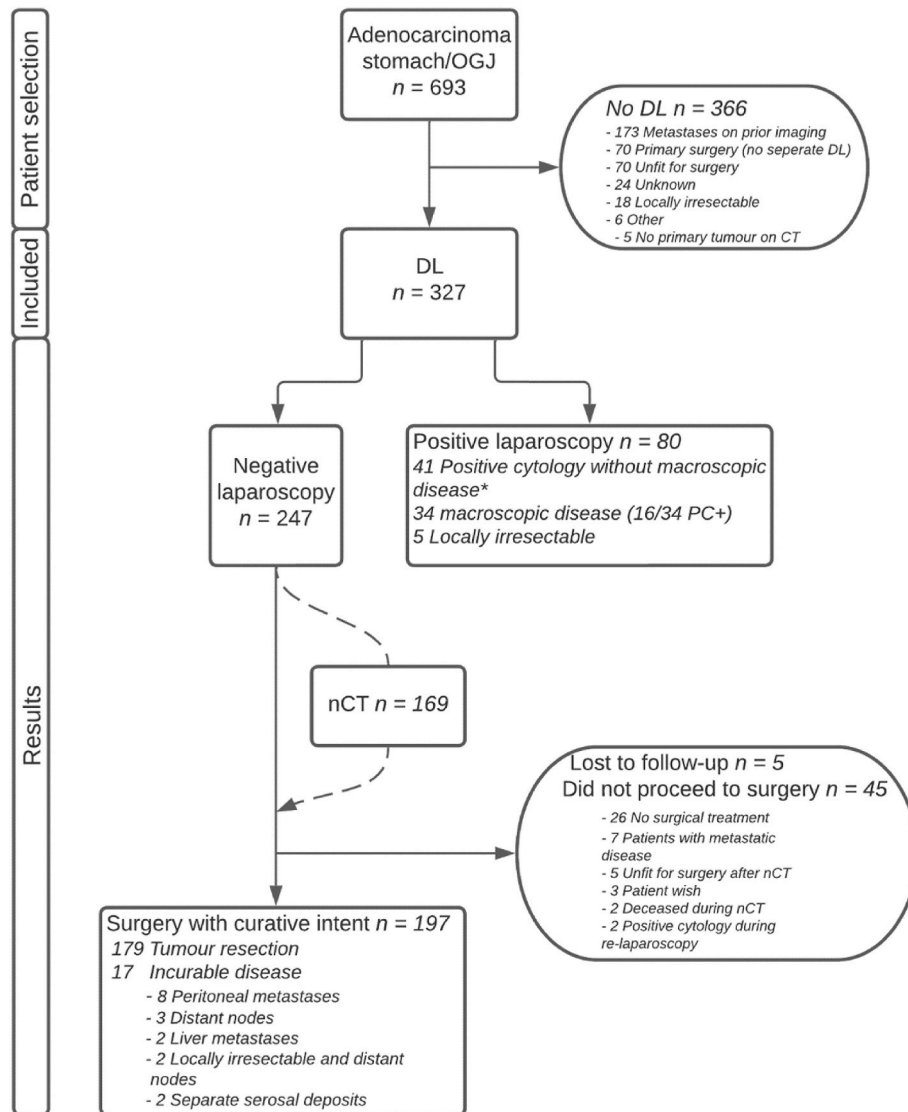 Patient selection
Adenocarcinoma
stomach/OGJ
n = 693
No DL n = 366
- 173 Metastases on prior imaging
- 70 Primary surgery (no seperate DL)
- 70 Unfit for surgery
- 24 Unknown
- 18 Locally irresectable
- 6 Other
- 5 No primary tumour on CT
Included
DL
n = 327
Results
Negative
laparoscopy
n = 247
Positive laparoscopy n = 80
41 Positive cytology without macroscopic
disease*
34 macroscopic disease (16/34 PC+)
5 Locally irresectable
nCT n = 169
Lost to follow-up n = 5
Did not proceed to surgery n = 45
- 26 No surgical treatment
- 7 Patients with metastatic
disease
- 5 Unfit for surgery after nCT
- 3 Patient wish
- 2 Deceased during nCT
- 2 Positive cytology during
re-laparoscopy
Surgery with curative intent n = 197
179 Tumour resection
17 Incurable disease
- 8 Peritoneal metastases
- 3 Distant nodes
- 2 Liver metastases
- 2 Locally irresectable and distant
nodes
- 2 Separate serosal deposits